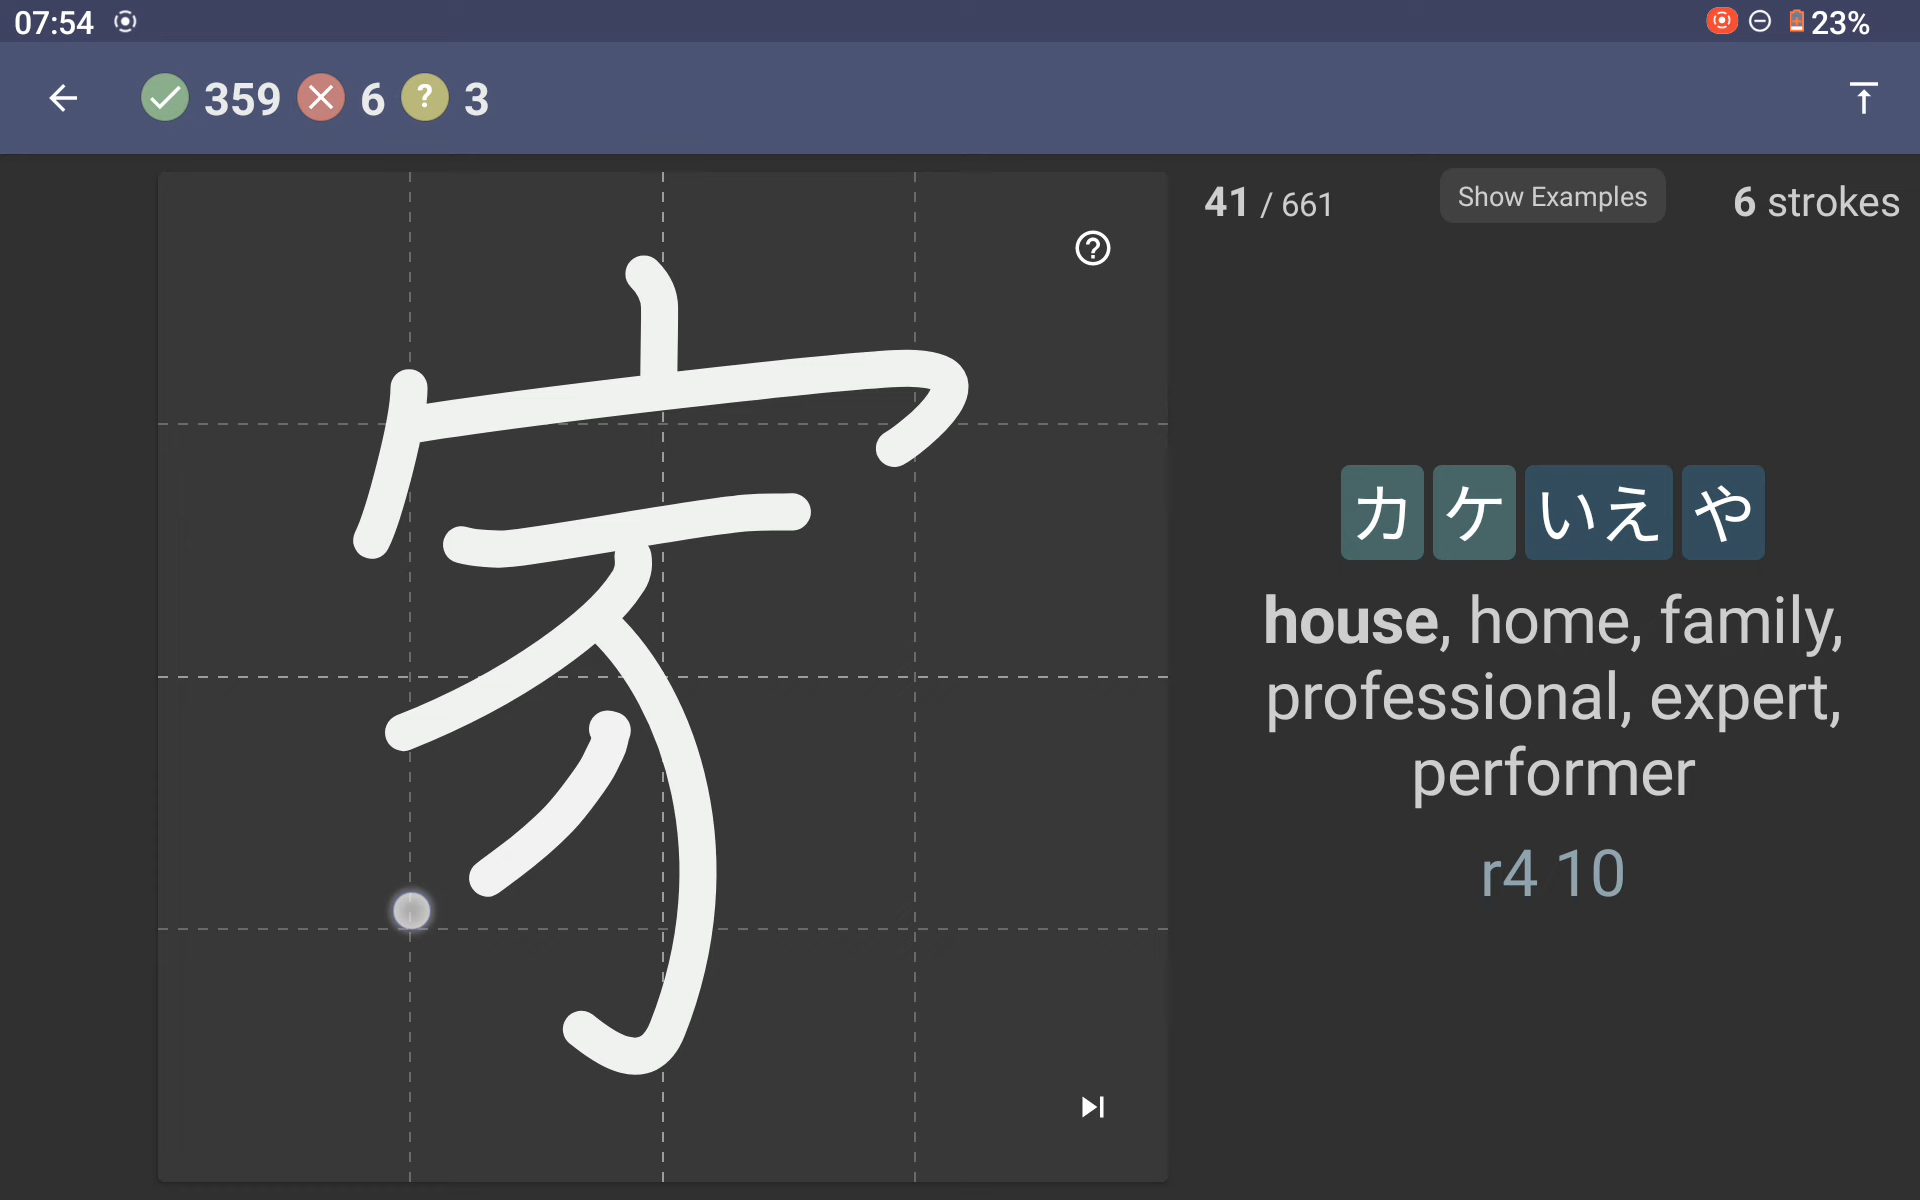 07:54 23%
359 6 ? 3
41 / 661 Show Examples 6 strokes
カ ケ いえ や
house, home, family,
professional, expert,
performer
r4 10